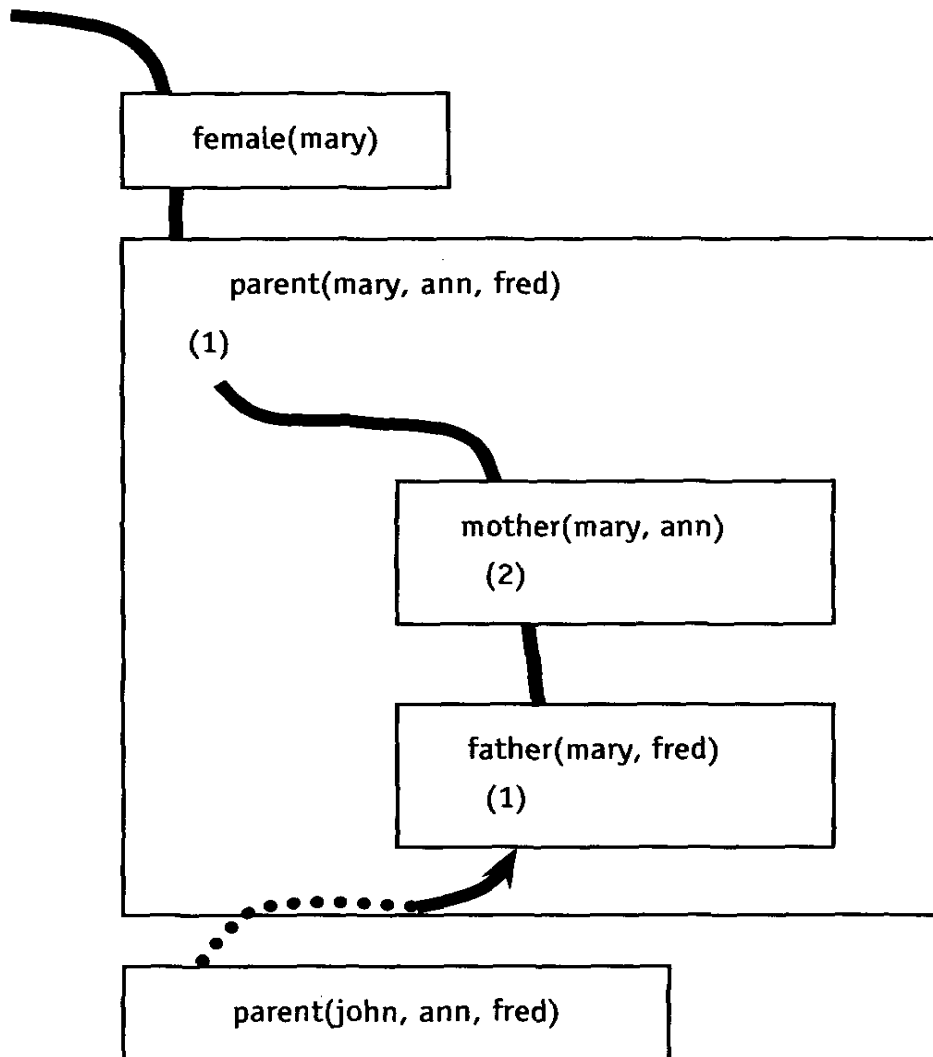 female(mary)
parent(mary, ann, fred)
(1)
mother(mary, ann)
(2)
father(mary, fred)
(1)
parent(john, ann, fred)